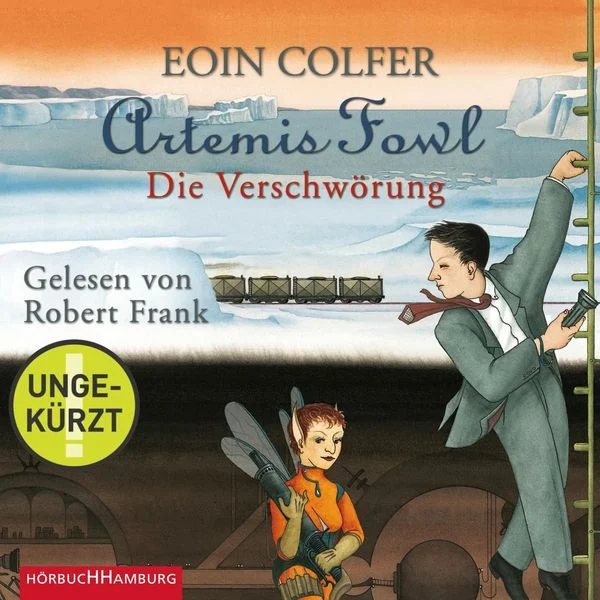 EOIN COLFER
Artemis Fowl
Die Verschwörung
Gelesen von
Robert Frank
UNGE-
KÜRZT
!
HÖRBUCHHAMBURG